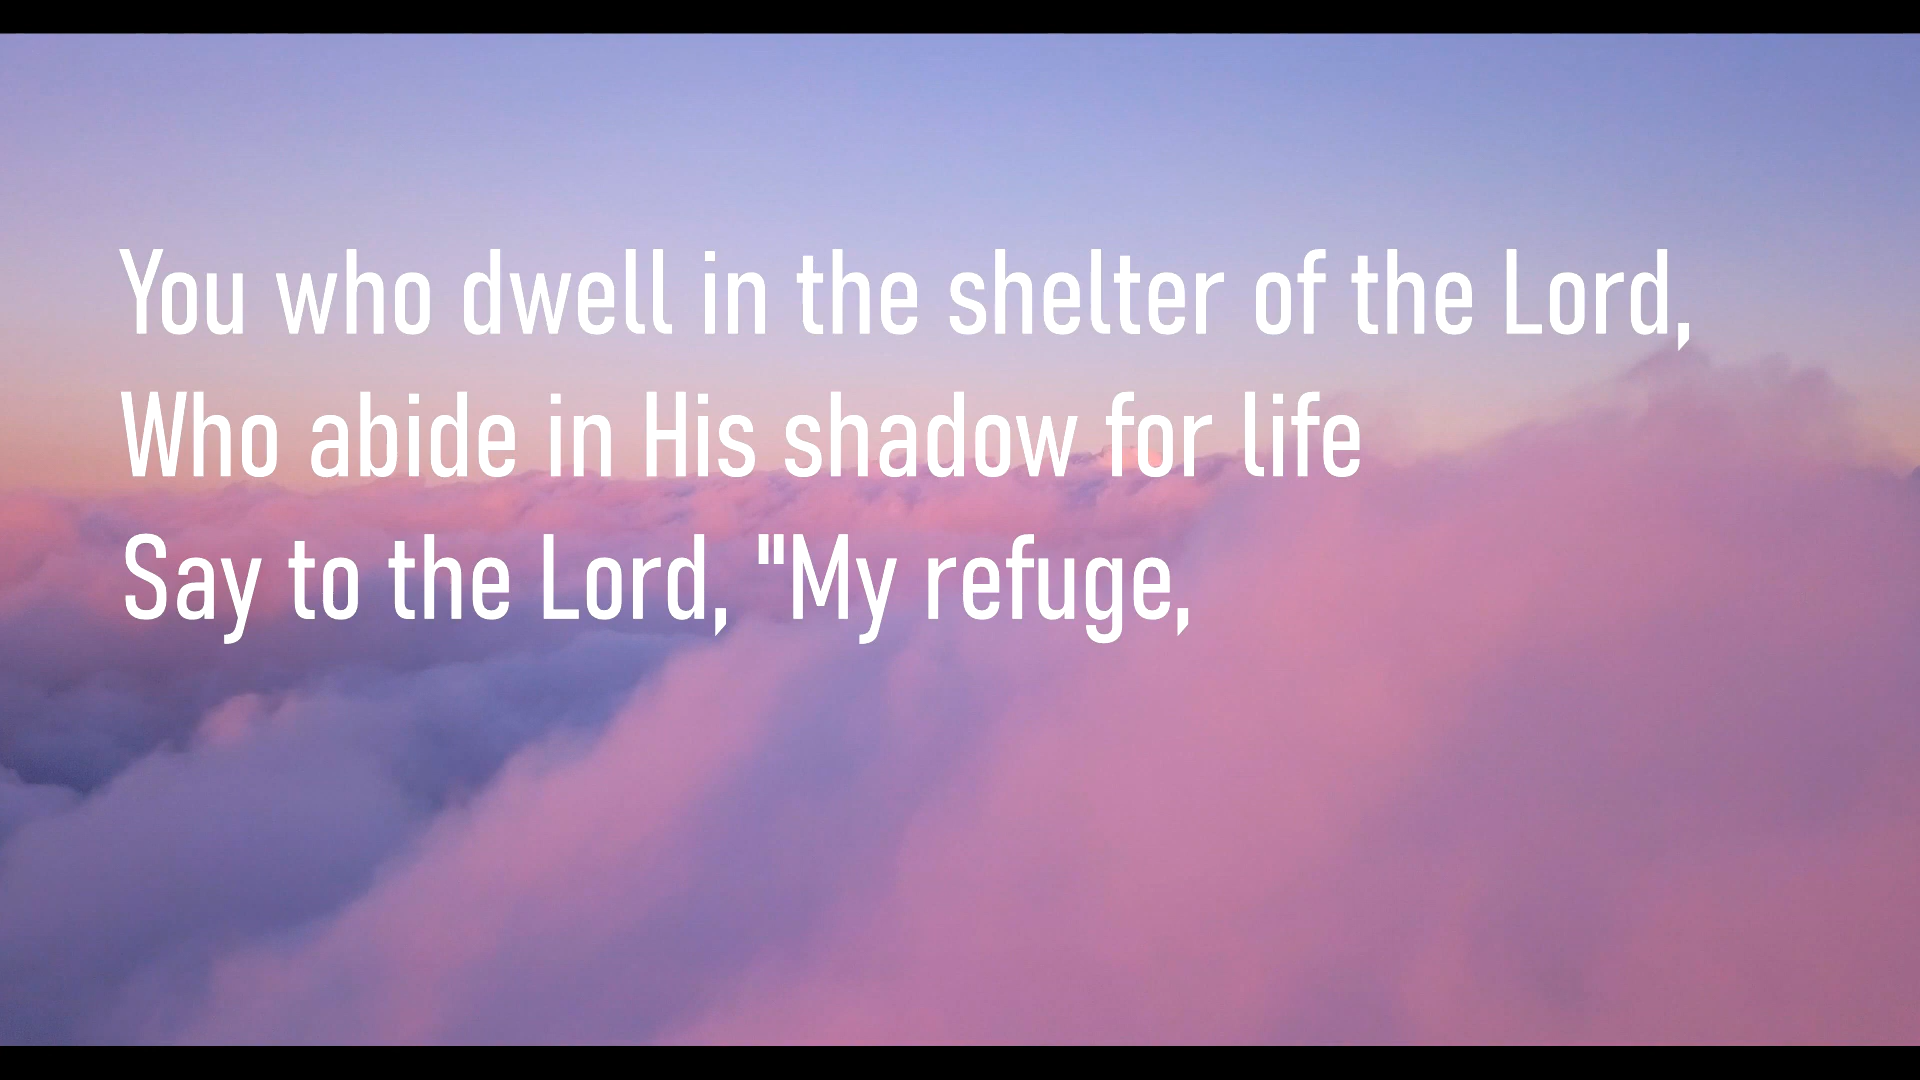 You who dwell in the shelter of the Lord,
Who abide in His shadow for life
Say to the Lord, "My refuge,